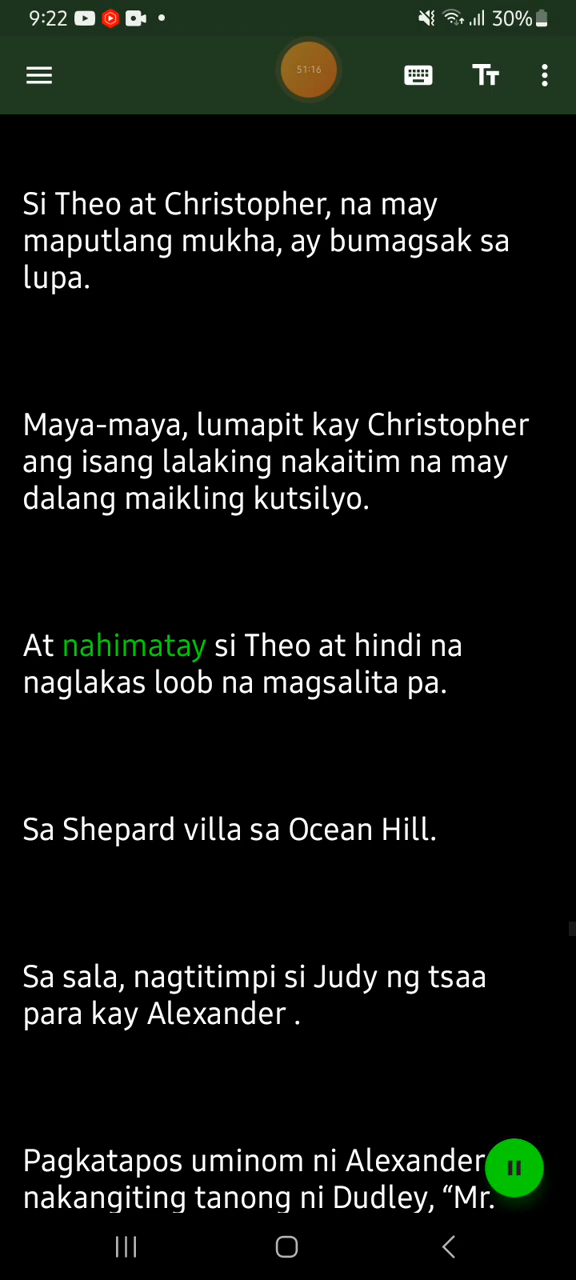 9:22
30%
51:16
Si Theo at Christopher, na may
maputlang mukha, ay bumagsak sa
lupa.
Maya-maya, lumapit kay Christopher
ang isang lalaking nakaitim na may
dalang maikling kutsilyo.
At nahimatay si Theo at hindi na
naglakas loob na magsalita pa.
Sa Shepard villa sa Ocean Hill.
Sa sala, nagtitimpi si Judy ng tsaa
para kay Alexander .
Pagkatapos uminom ni Alexander
nakangiting tanong ni Dudley, “Mr.